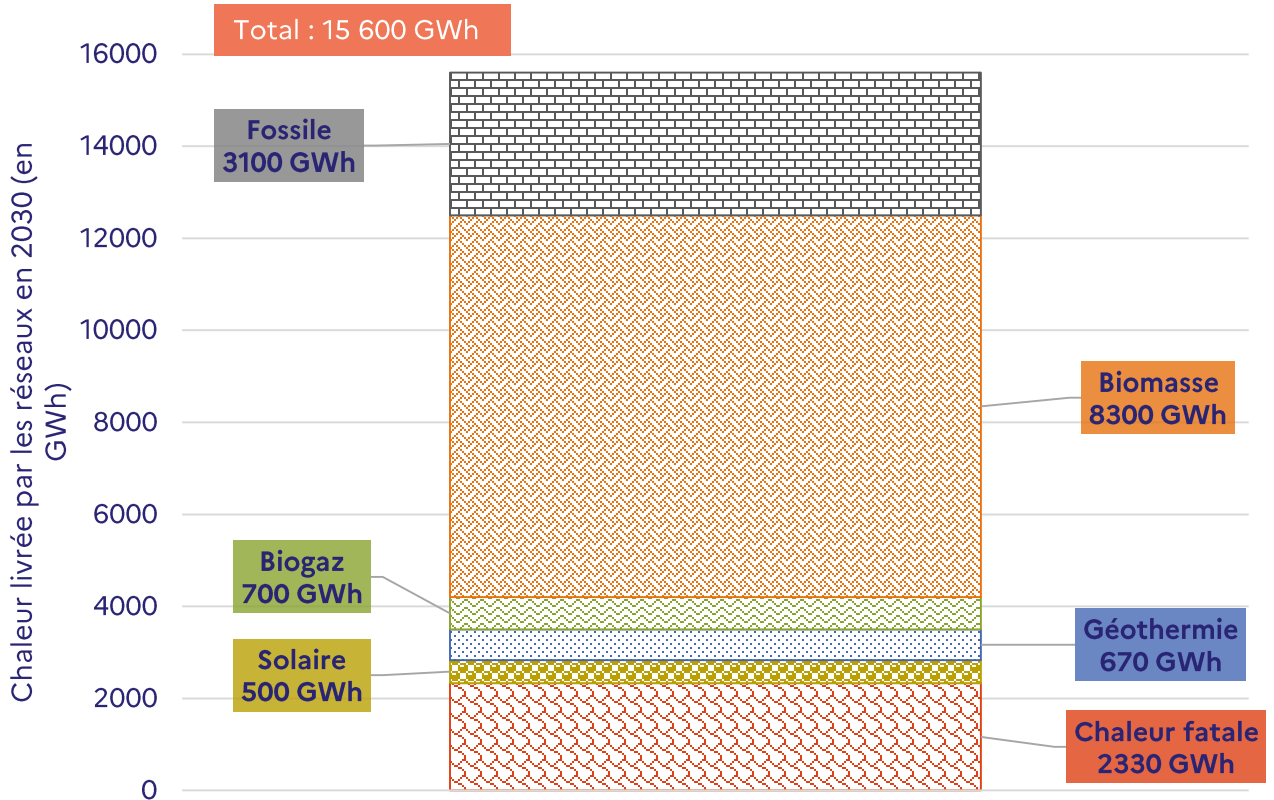 Total : 15 600 GWh
Chaleur livrée par les réseaux en 2030 (en
GWh)
16000
14000
12000
10000
8000
6000
4000
2000
0
Fossile
3100 GWh
Biomasse
8300 GWh
Biogaz
700 GWh
Géothermie
670 GWh
Solaire
500 GWh
Chaleur fatale
2330 GWh